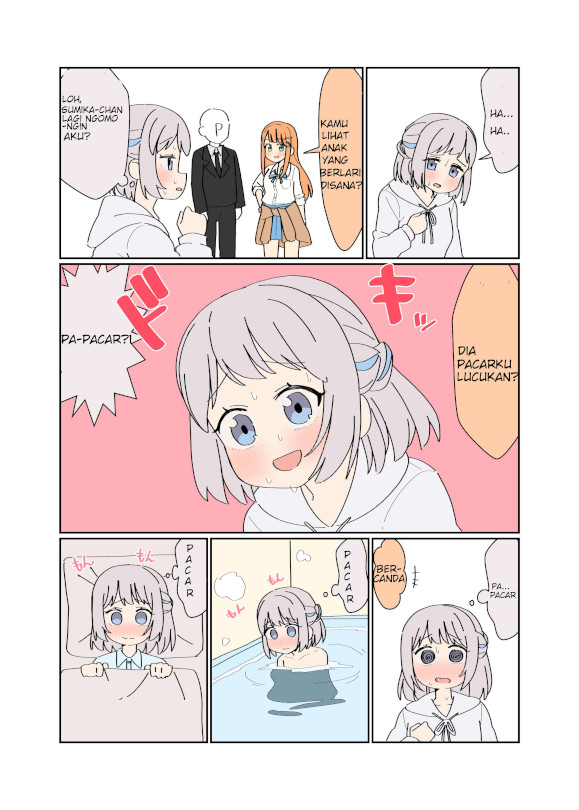 HA...
HA..
KAMU
LIHAT
ANAK
YANG
BERLARI
DISANA?
P
LOH,
SUMIKA-CHAN
LAGI NGOMO
-NGIN
AKU?
DIA
PACARKU
LUCUKAN?
キッ
ド
PA-PACAR?!
PA...
PACAR
BER-
CANDA
PACAR
もん
もん
PACAR
もん
もん